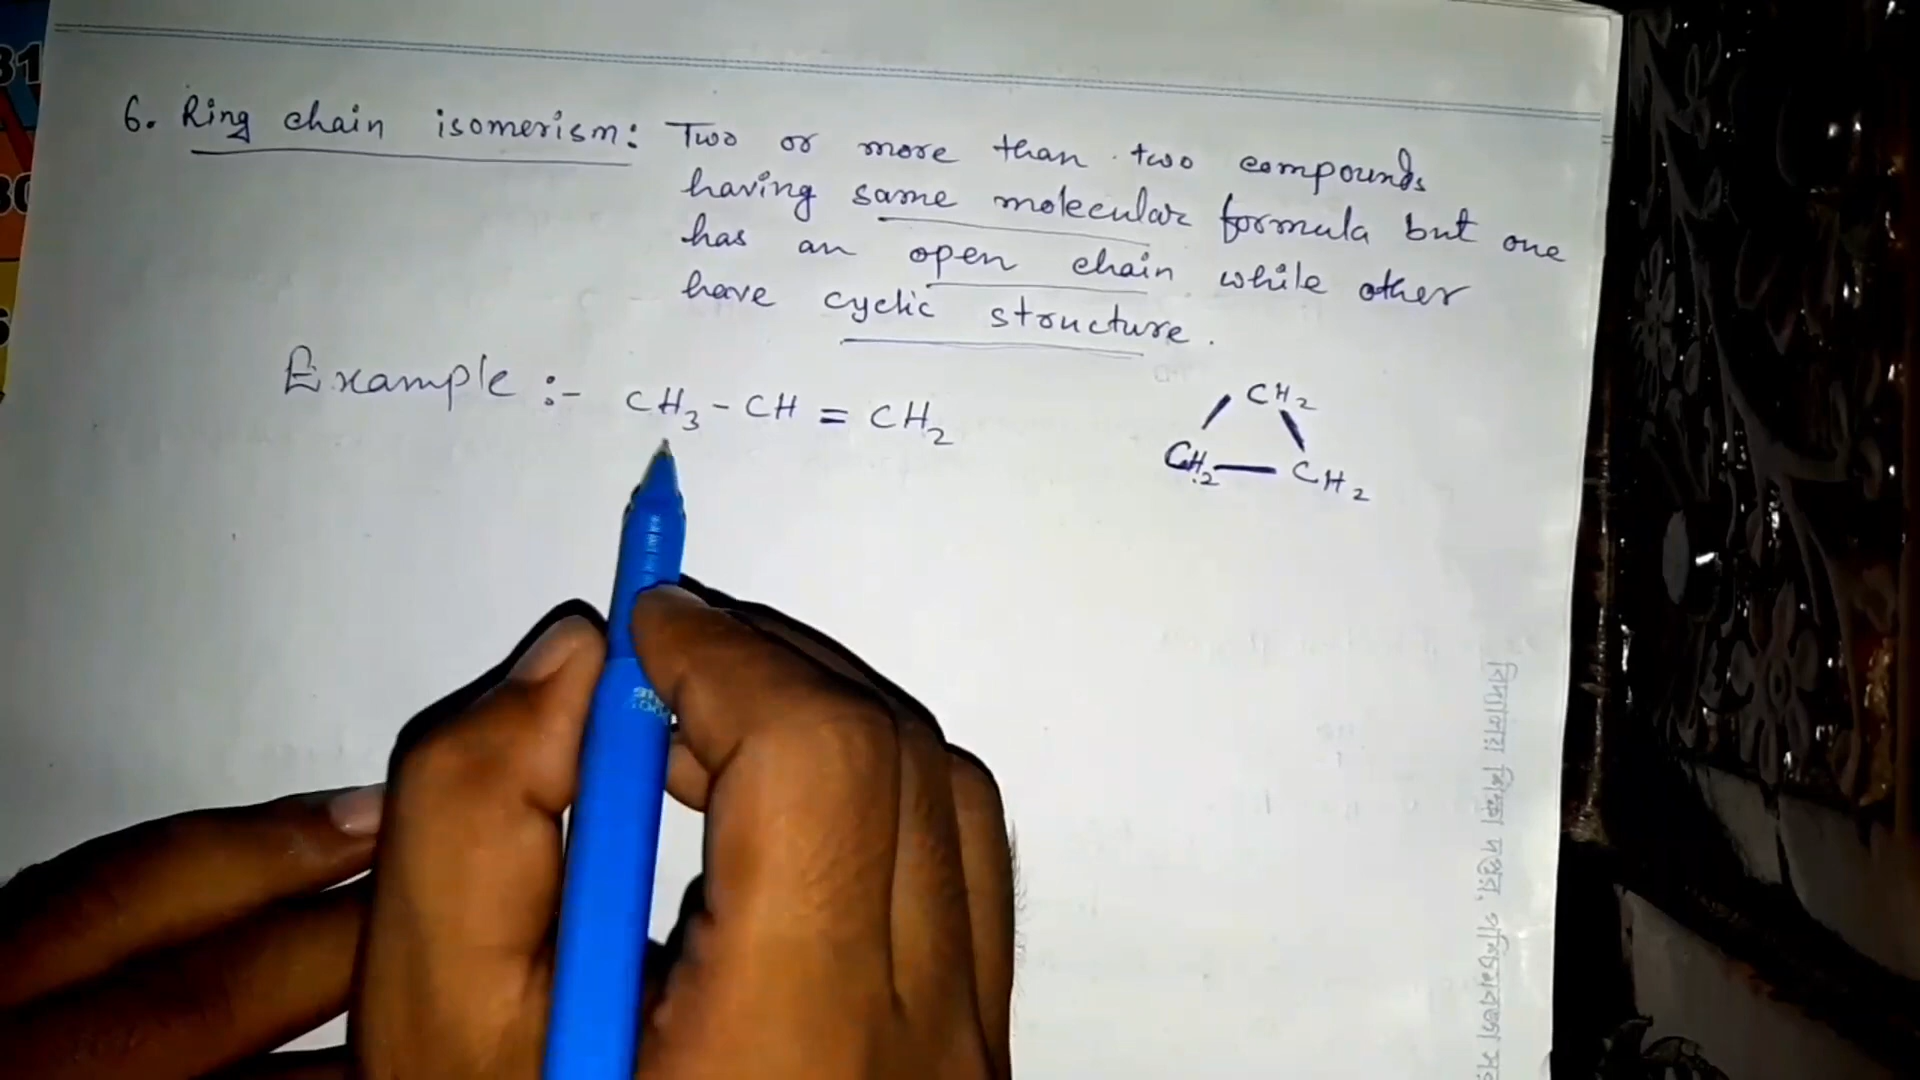 6. Ring chain isomerism: Two or more than two compounds
having same molecular formula but one
has an open chain while other
have cyclic structure.
Example :- CH3 - CH = CH2
CH2
CH2 — CH2
31